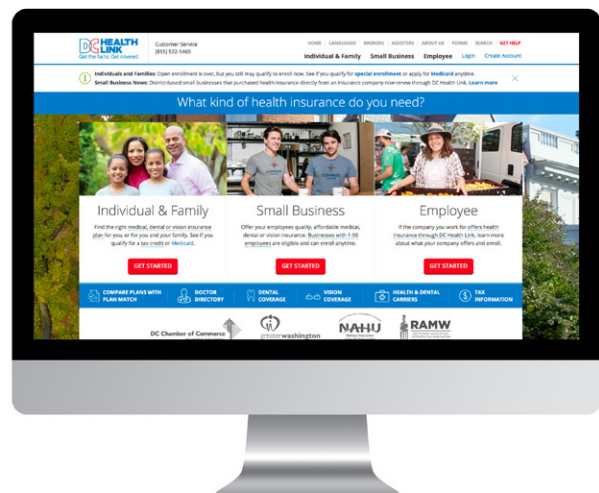 DC HEALTH LINK
Get the facts. Get covered.
Customer Service
(855) 532-5465
HOME | LANGUAGES | BROKERS | ASSISTERS | ABOUT US | FORMS | SEARCH | GET HELP
Individual & Family Small Business Employee Login Create Account
Individuals and Families: Open enrollment is over, but you still may qualify to enroll now. See if you qualify for special enrollment or apply for Medicaid anytime.
Small Business News: District-based small businesses that purchased health insurance directly from an insurance company now renew through DC Health Link. Learn more
What kind of health insurance do you need?
Individual & Family
Find the right medical, dental or vision insurance
plan for you, or for you and your family. See if you
qualify for a tax credit or Medicaid.
GET STARTED
Small Business
Offer your employees quality, affordable medical,
dental or vision insurance. Businesses with 1-50
employees are eligible and can enroll anytime.
GET STARTED
Employee
If the company you work for offers health
insurance through DC Health Link, learn more
about what your company offers and enroll.
GET STARTED
COMPARE PLANS WITH
PLAN MATCH
DOCTOR
DIRECTORY
DENTAL
COVERAGE
VISION
COVERAGE
HEALTH & DENTAL
CARRIERS
TAX
INFORMATION
DC Chamber of Commerce
greaterwashington
NAHU
RAMW